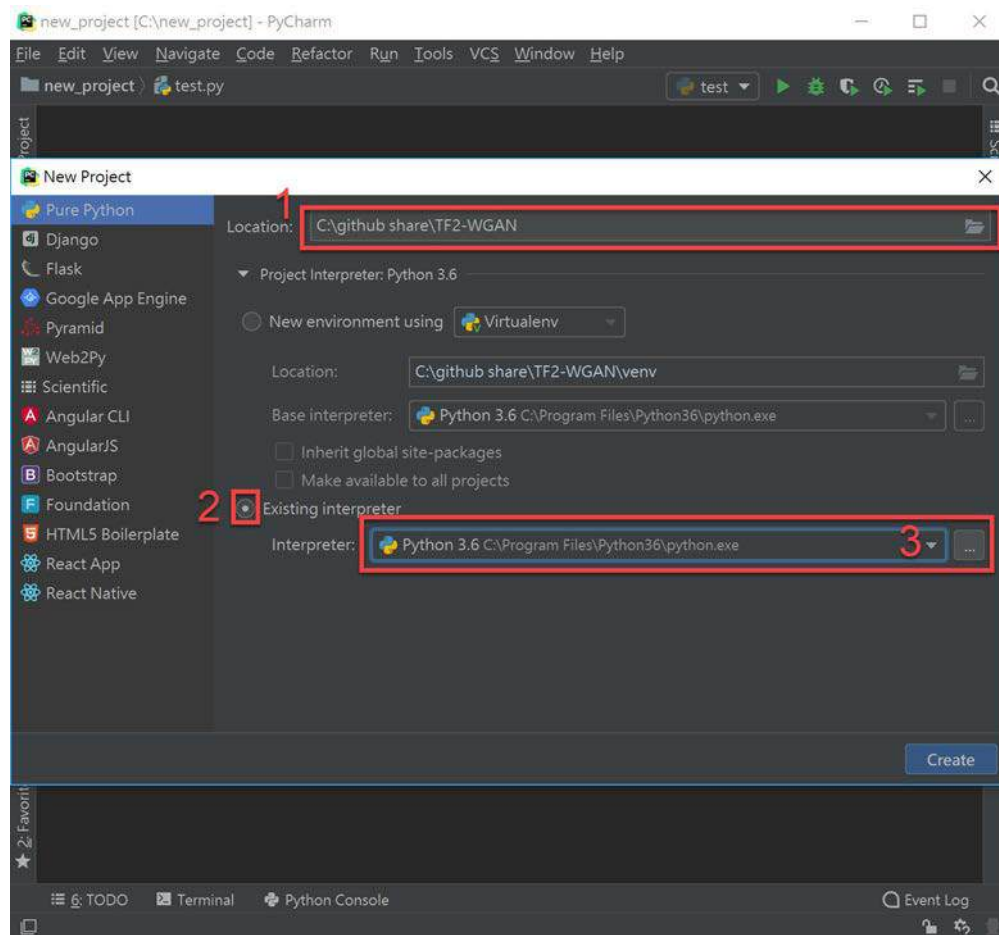 new_project [C:\new_project] - PyCharm
File Edit View Navigate Code Refactor Run Tools VCS Window Help
new_project test.py test
New Project
1
Pure Python
Location: C:\github share\TF2-WGAN
Django
Flask
Project Interpreter: Python 3.6
Google App Engine
New environment using Virtualenv
Pyramid
Web2Py
Location: C:\github share\TF2-WGAN\venv
Scientific
Angular CLI
Base interpreter: Python 3.6 C:\Program Files\Python36\python.exe ...
AngularJS
Inherit global site-packages
Bootstrap
Make available to all projects
Foundation
2 Existing interpreter
HTML5 Boilerplate
Interpreter: Python 3.6 C:\Program Files\Python36\python.exe 3 ...
React App
React Native
Create
2: Favorit
6: TODO Terminal Python Console Event Log